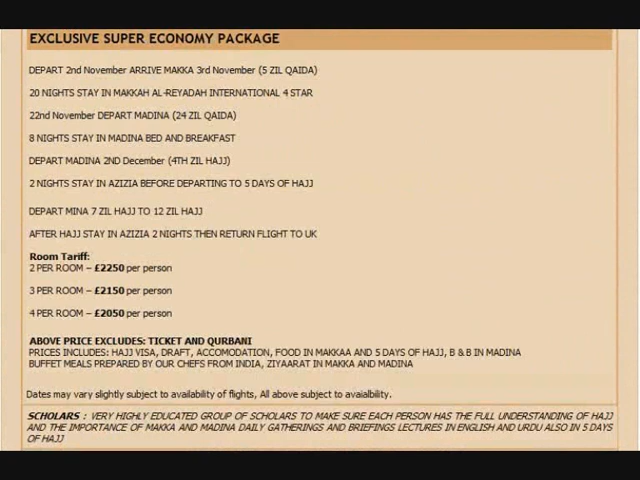 EXCLUSIVE SUPER ECONOMY PACKAGE
DEPART 2nd November ARRIVE MAKKA 3rd November (5 ZIL QAIDA)
20 NIGHTS STAY IN MAKKAH AL-REYADAH INTERNATIONAL 4 STAR
22nd November DEPART MADINA (24 ZIL QAIDA)
8 NIGHTS STAY IN MADINA BED AND BREAKFAST
DEPART MADINA 2ND December (4TH ZIL HAJJ)
2 NIGHTS STAY IN AZIZIA BEFORE DEPARTING TO 5 DAYS OF HAJJ
DEPART MINA 7 ZIL HAJJ TO 12 ZIL HAJJ
AFTER HAJJ STAY IN AZIZIA 2 NIGHTS THEN RETURN FLIGHT TO UK
Room Tariff:
2 PER ROOM – £2250 per person
3 PER ROOM – £2150 per person
4 PER ROOM – £2050 per person
ABOVE PRICE EXCLUDES: TICKET AND QURBANI
PRICES INCLUDES: HAJJ VISA, DRAFT, ACCOMODATION, FOOD IN MAKKAA AND 5 DAYS OF HAJJ, B & B IN MADINA
BUFFET MEALS PREPARED BY OUR CHEFS FROM INDIA, ZIYAARAT IN MAKKA AND MADINA
Dates may vary slightly subject to availability of flights, All above subject to avaialbility.
SCHOLARS : VERY HIGHLY EDUCATED GROUP OF SCHOLARS TO MAKE SURE EACH PERSON HAS THE FULL UNDERSTANDING OF HAJJ
AND THE IMPORTANCE OF MAKKA AND MADINA DAILY GATHERINGS AND BRIEFINGS LECTURES IN ENGLISH AND URDU ALSO IN 5 DAYS
OF HAJJ